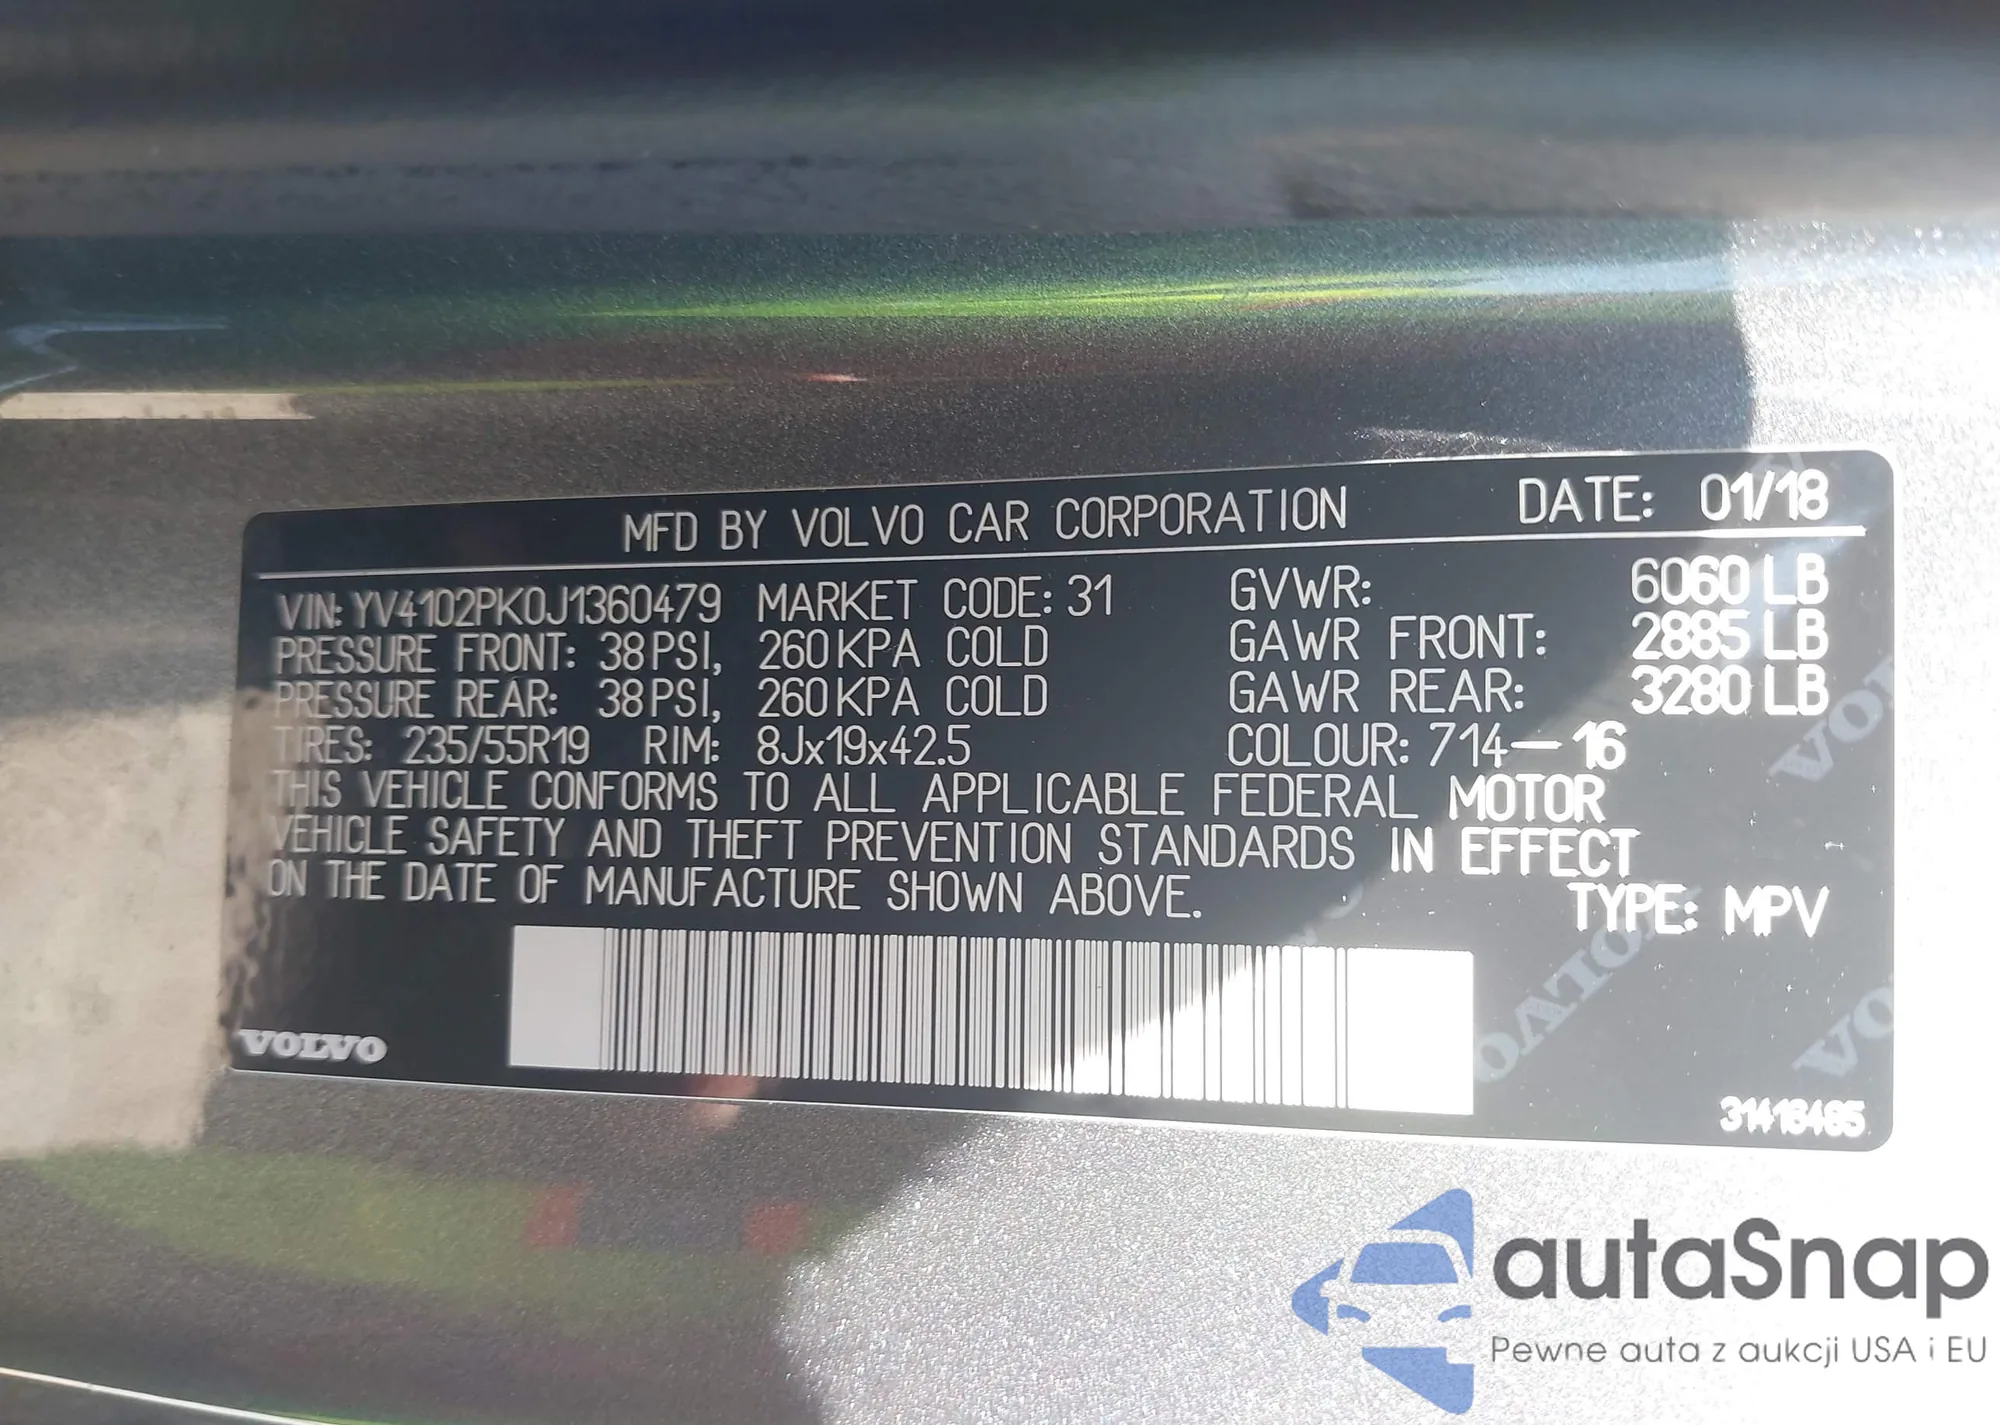 MFD BY VOLVO CAR CORPORATION DATE: 01/18
VIN: YV4102PK0J1360479 MARKET CODE: 31 GVWR: 6060 LB
PRESSURE FRONT: 38 PSI, 260 KPA COLD GAWR FRONT: 2885 LB
PRESSURE REAR: 38 PSI, 260 KPA COLD GAWR REAR: 3280 LB
TIRES: 235/55R19 RIM: 8Jx19x42.5 COLOUR: 714-16
THIS VEHICLE CONFORMS TO ALL APPLICABLE FEDERAL MOTOR
VEHICLE SAFETY AND THEFT PREVENTION STANDARDS IN EFFECT
ON THE DATE OF MANUFACTURE SHOWN ABOVE.
TYPE: MPV
VOLVO
31418465
autaSnap
Pewne auta z aukcji USA i EU